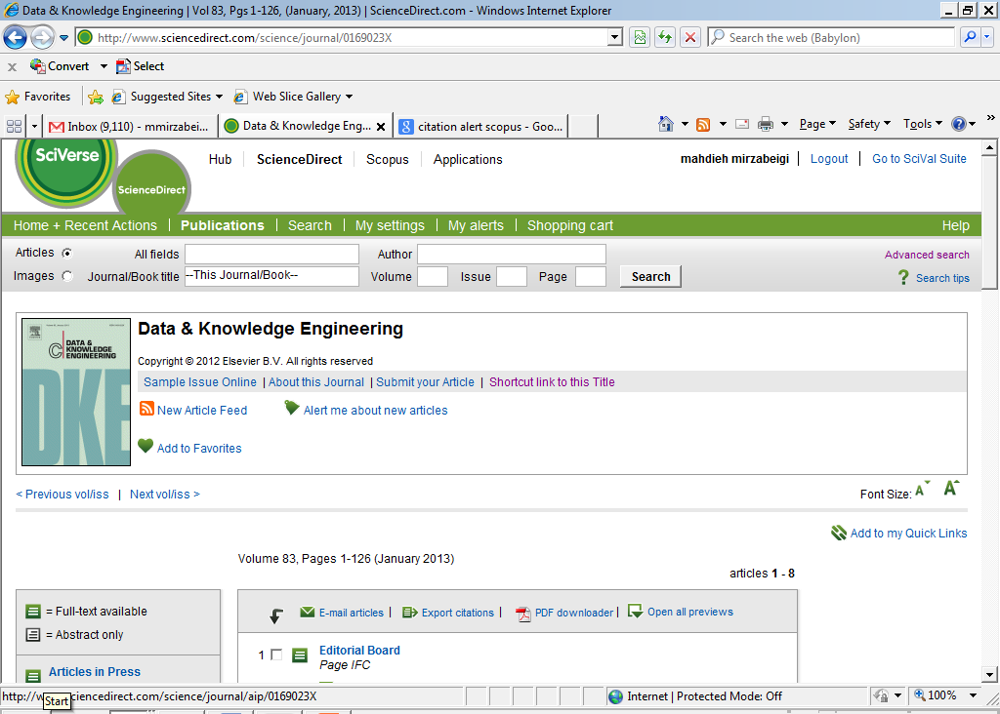 Data & Knowledge Engineering | Vol 83, Pgs 1-126, (January, 2013) | ScienceDirect.com - Windows Internet Explorer
http://www.sciencedirect.com/science/journal/0169023X
Search the web (Babylon)
x Convert Select
Favorites Suggested Sites Web Slice Gallery
Inbox (9,110) - mmirzabei... Data & Knowledge Eng... citation alert scopus - Goo... Page Safety Tools »
SciVerse
ScienceDirect
Hub ScienceDirect Scopus Applications mahdieh mirzabeigi Logout Go to SciVal Suite
Home + Recent Actions Publications Search My settings My alerts Shopping cart Help
Articles All fields Author Advanced search
Images Journal/Book title --This Journal/Book-- Volume Issue Page Search ? Search tips
DATA & KNOWLEDGE ENGINEERING
DKE
Data & Knowledge Engineering
Copyright © 2012 Elsevier B.V. All rights reserved
Sample Issue Online | About this Journal | Submit your Article | Shortcut link to this Title
New Article Feed Alert me about new articles
Add to Favorites
< Previous vol/iss | Next vol/iss > Font Size: A A
Add to my Quick Links
Volume 83, Pages 1-126 (January 2013)
articles 1 - 8
= Full-text available
= Abstract only
Articles in Press
E-mail articles | Export citations | PDF downloader | Open all previews
1 Editorial Board
Page IFC
http://w ciencedirect.com/science/journal/aip/0169023X Internet | Protected Mode: Off 100%
Start